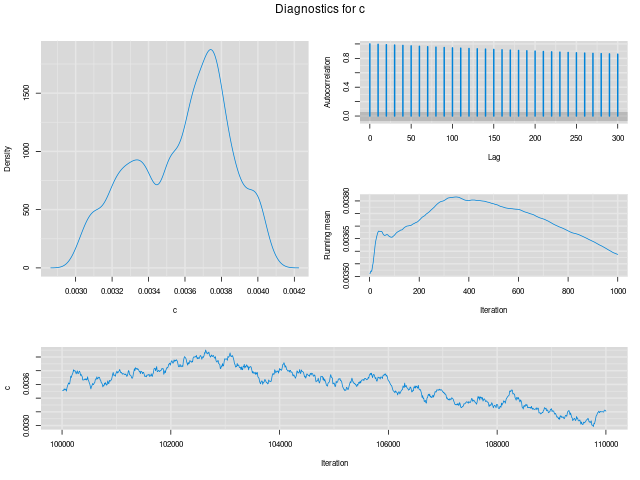 Diagnostics for c
Density
0 500 1000 1500
0.0030 0.0032 0.0034 0.0036 0.0038 0.0040 0.0042
c
Autocorrelation
0.0 0.4 0.8
0 50 100 150 200 250 300
Lag
Running mean
0.00350 0.00365 0.00380
0 200 400 600 800 1000
Iteration
c
0.0030 0.0036
100000 102000 104000 106000 108000 110000
Iteration